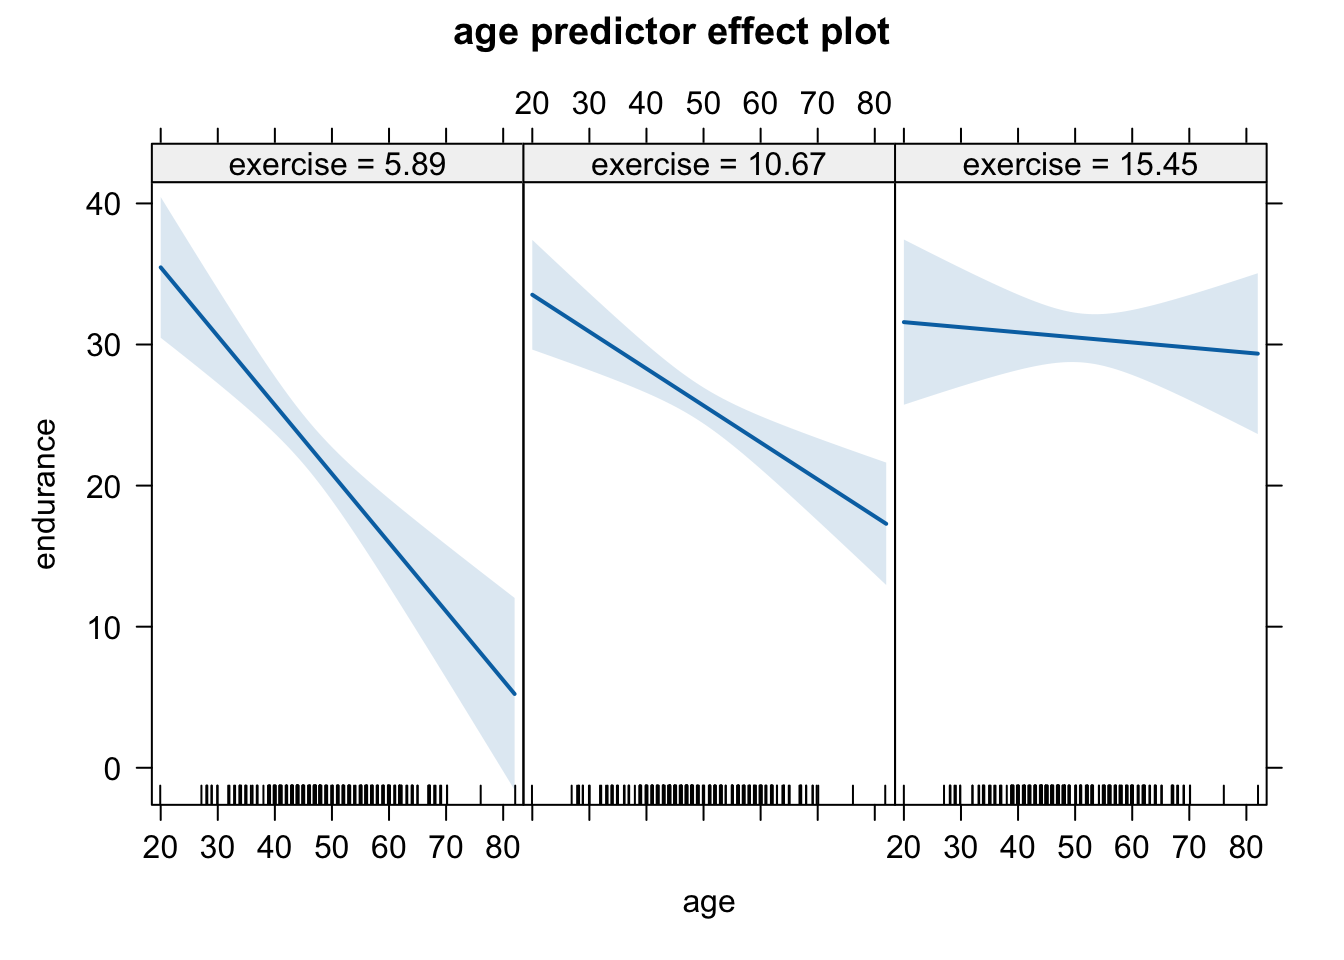 age predictor effect plot
20 30 40 50 60 70 80
exercise = 5.89
exercise = 10.67
exercise = 15.45
40
30
20
10
0
endurance
20 30 40 50 60 70 80
20 30 40 50 60 70 80
age